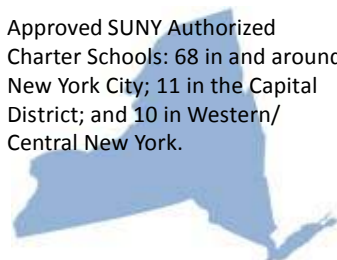 Approved SUNY Authorized
Charter Schools: 68 in and around
New York City; 11 in the Capital
District; and 10 in Western/
Central New York.